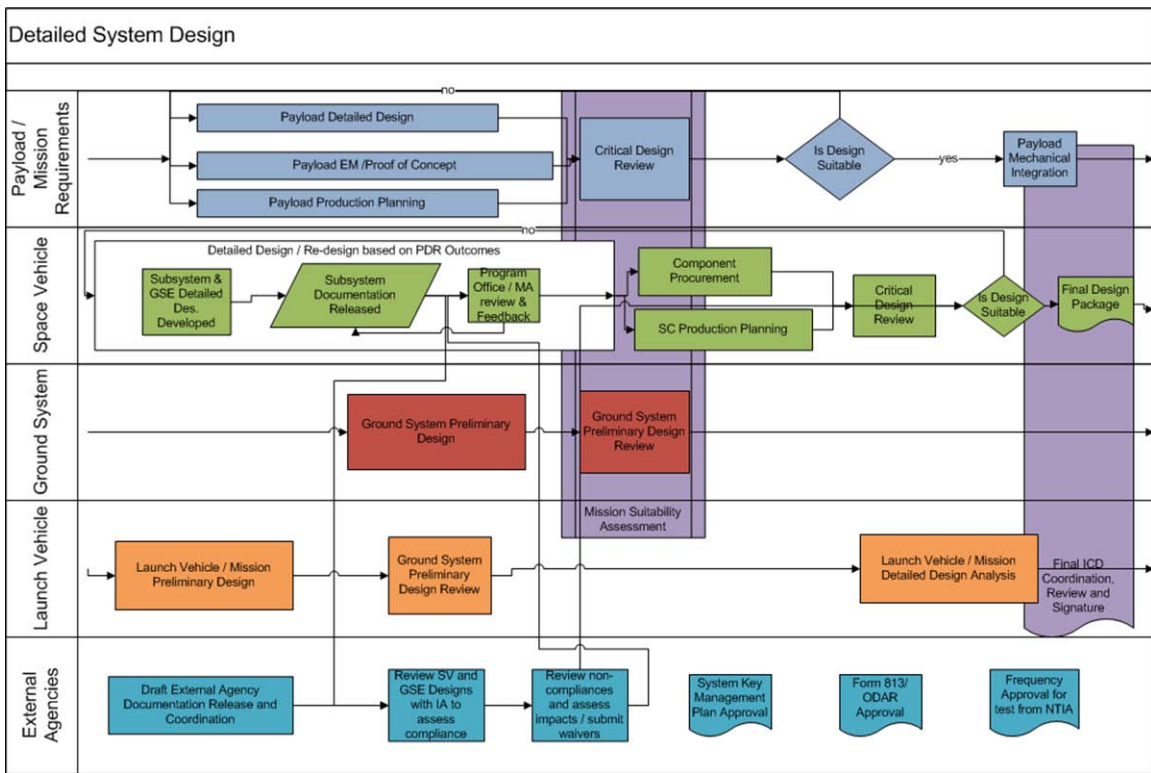 Detailed System Design
Payload /
Mission
Requirements
no
Payload Detailed Design
Payload EM /Proof of Concept
Payload Production Planning
Critical Design
Review
Is Design
Suitable
yes
Payload
Mechanical
Integration
Space Vehicle
no
Detailed Design / Re-design based on PDR Outcomes
Subsystem &
GSE Detailed
Des.
Developed
Subsystem
Documentation
Released
Program
Office / MA
review &
Feedback
Component
Procurement
SC Production Planning
Critical
Design
Review
Is Design
Suitable
Final Design
Package
Ground System
Ground System Preliminary
Design
Ground System
Preliminary Design
Review
Mission Suitability
Assessment
Launch Vehicle
Launch Vehicle / Mission
Preliminary Design
Ground System
Preliminary
Design Review
Launch Vehicle / Mission
Detailed Design Analysis
Final ICD
Coordination,
Review and
Signature
External
Agencies
Draft External Agency
Documentation Release and
Coordination
Review SV and
GSE Designs
with IA to
assess
compliance
Review non-
compliances
and assess
impacts / submit
waivers
System Key
Management
Plan Approval
Form 813/
ODAR
Approval
Frequency
Approval for
test from NTIA